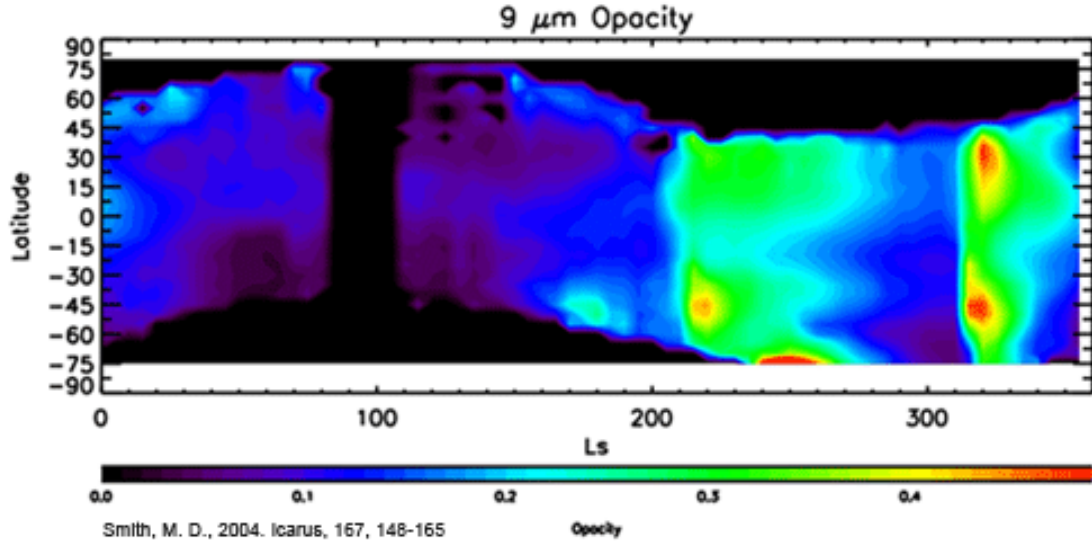 9 μm Opacity
90
75
60
45
30
15
0
-15
-30
-45
-60
-75
-90
Latitude
0 100 200 300
Ls
0.0 0.1 0.2 0.3 0.4
Opacity
Smith, M. D., 2004. Icarus, 167, 148-165